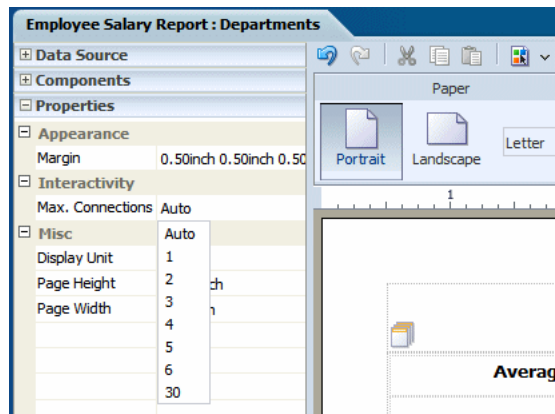 Employee Salary Report : Departments
Data Source
Components
Properties
Appearance
Margin 0.50inch 0.50inch 0.50
Interactivity
Max. Connections Auto
Misc
Display Unit
Page Height
Page Width
Auto
1
2
3
4
5
6
30
ch
Paper
Portrait
Landscape
Letter
1
Averag